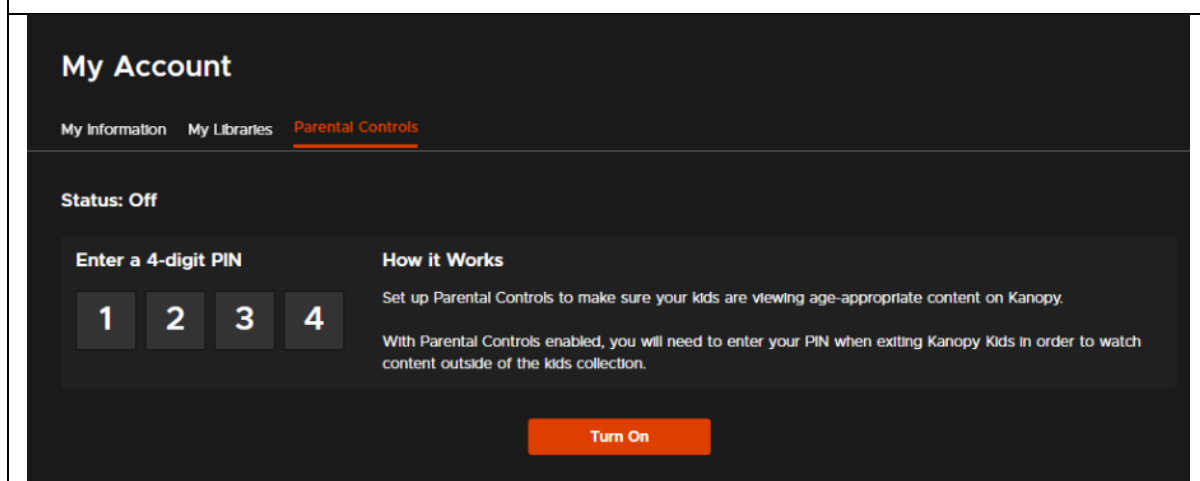 My Account
My Information My Libraries Parental Controls
Status: Off
Enter a 4-digit PIN
1 2 3 4
How it Works
Set up Parental Controls to make sure your kids are viewing age-appropriate content on Kanopy.
With Parental Controls enabled, you will need to enter your PIN when exiting Kanopy Kids in order to watch
content outside of the kids collection.
Turn On